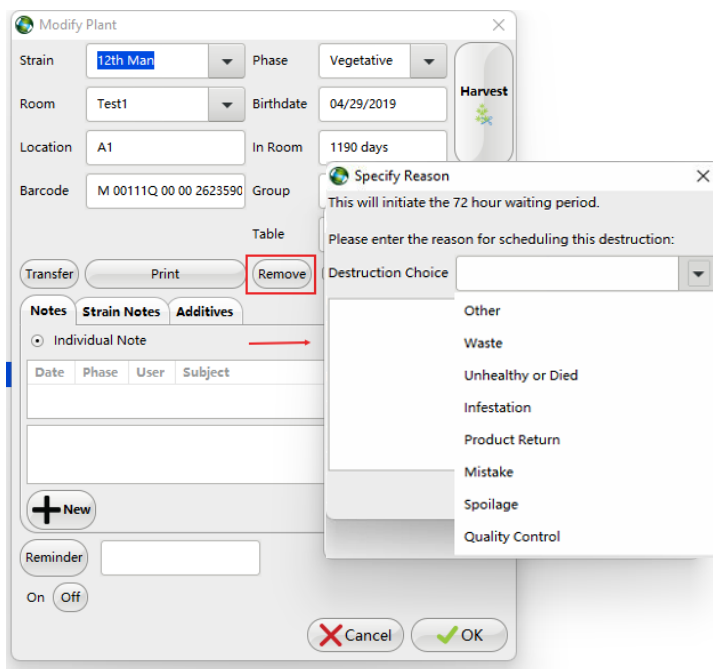 Modify Plant
Strain 12th Man Phase Vegetative
Room Test1 Birthdate 04/29/2019
Harvest
Location A1 In Room 1190 days
Barcode M 00111Q 00 00 2623590 Group
Table
Transfer Print Remove
Notes Strain Notes Additives
Individual Note
Date Phase User Subject
New
Reminder
On Off
Cancel OK
Specify Reason
This will initiate the 72 hour waiting period.
Please enter the reason for scheduling this destruction:
Destruction Choice
Other
Waste
Unhealthy or Died
Infestation
Product Return
Mistake
Spoilage
Quality Control